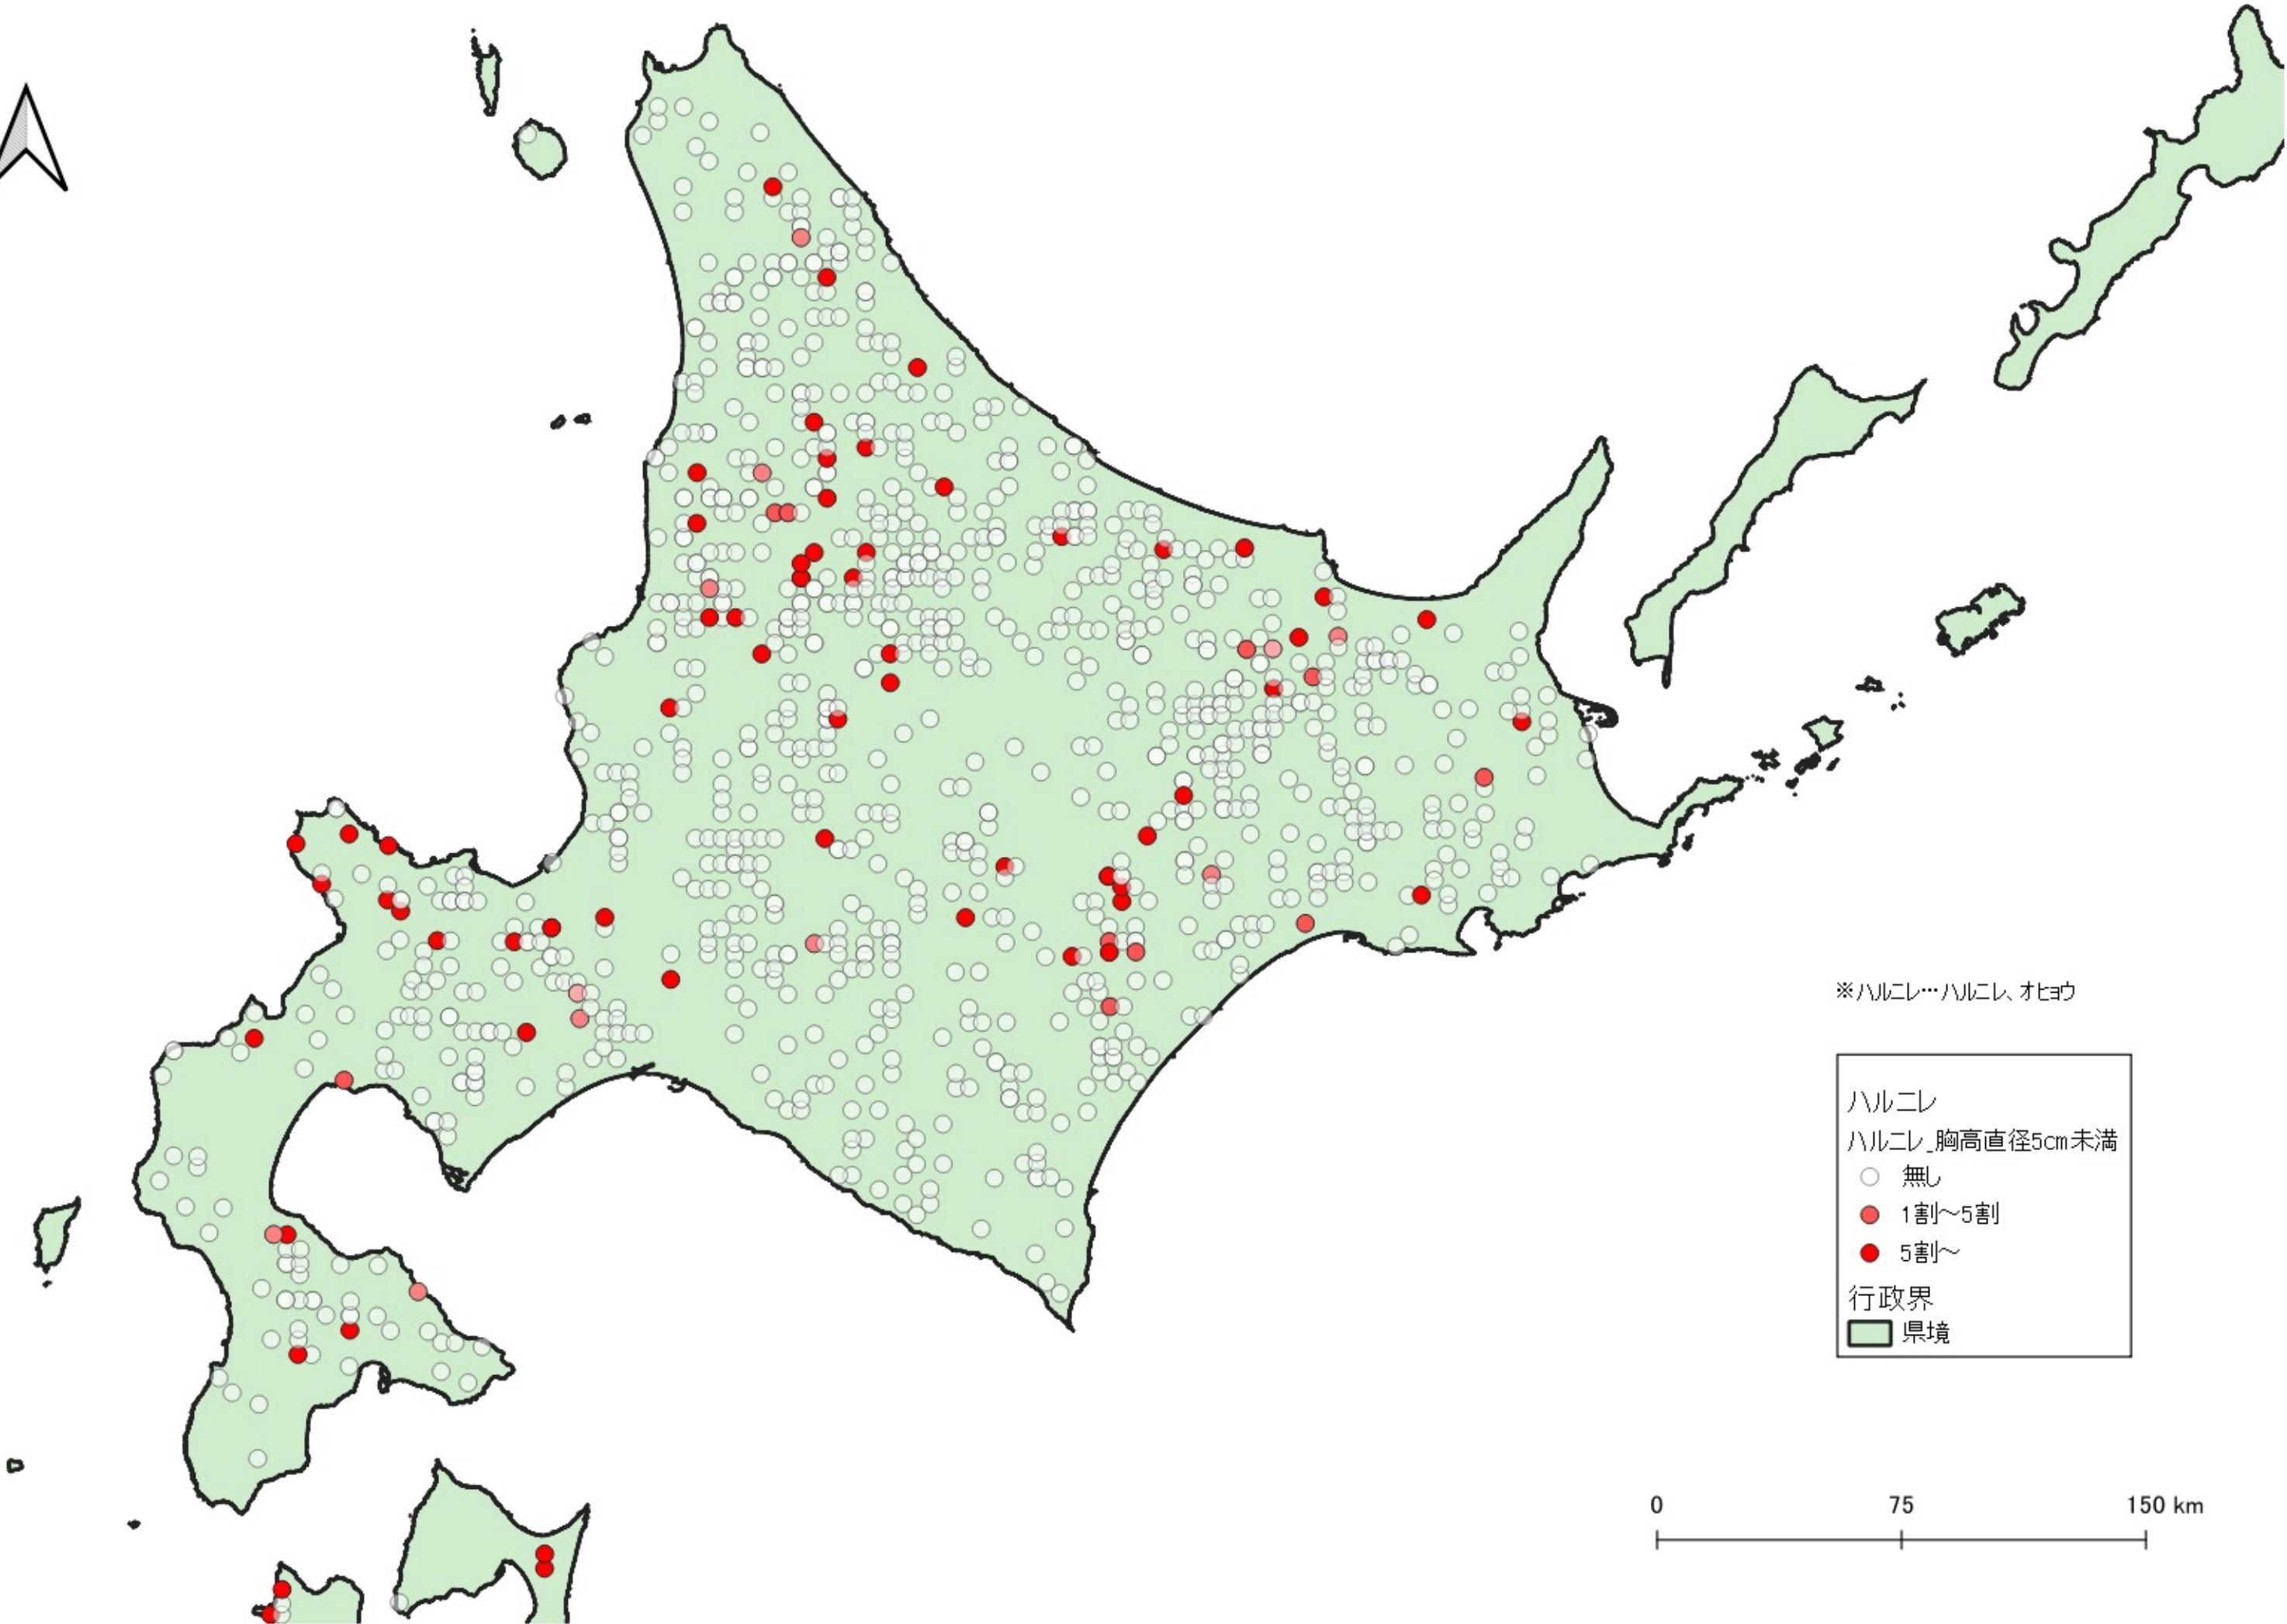 ※ハルニレ…ハルニレ、オヒョウ
ハルニレ
ハルニレ_胸高直径5cm未満
無し
1割～5割
5割～
行政界
県境
0 75 150 km